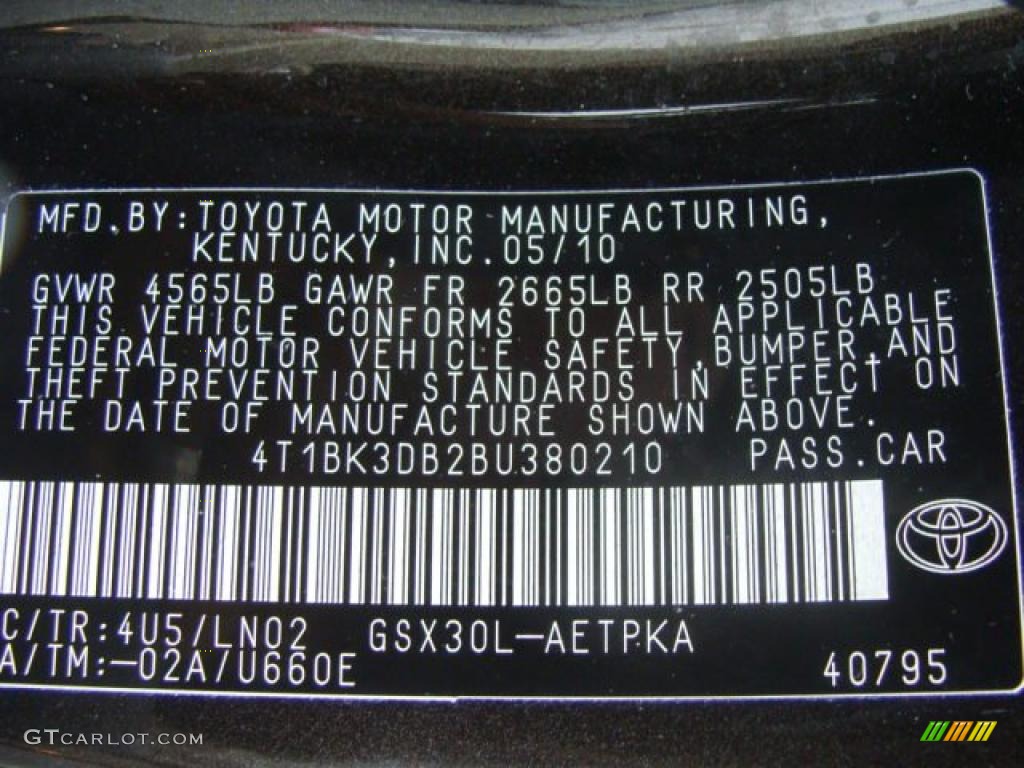 MFD.BY:TOYOTA MOTOR MANUFACTURING,
KENTUCKY,INC.05/10
GVWR 4565LB GAWR FR 2665LB RR 2505LB
THIS VEHICLE CONFORMS TO ALL APPLICABLE
FEDERAL MOTOR VEHICLE SAFETY,BUMPER,AND
THEFT PREVENTION STANDARDS IN EFFECT ON
THE DATE OF MANUFACTURE SHOWN ABOVE.
4T1BK3DB2BU380210 PASS.CAR
C/TR:4U5/LN02 GSX30L-AETPKA
A/TM:-02A/U660E 40795
GTCARLOT.COM